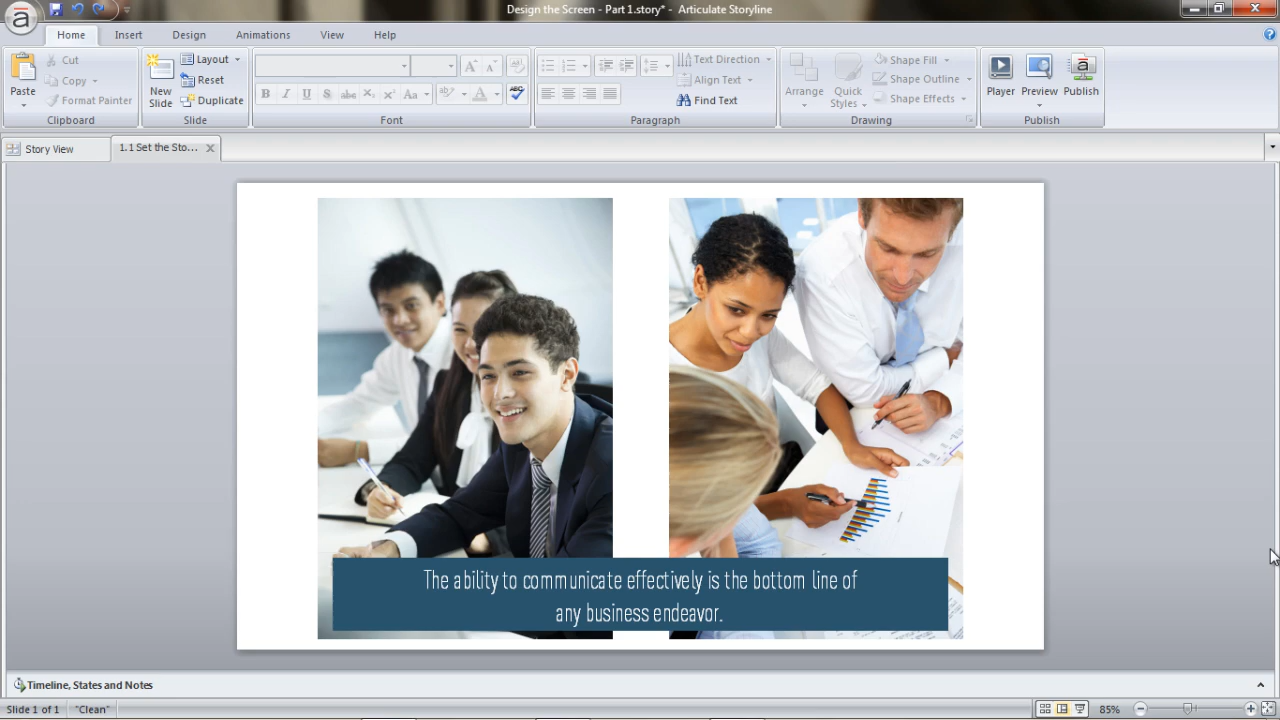 Design the Screen - Part 1.story* - Articulate Storyline
Home Insert Design Animations View Help
Paste
Cut
Copy
Format Painter
Clipboard
New Slide
Layout
Reset
Duplicate
Slide
B I U S abc Aa A
ABC
Font
Text Direction
Align Text
Find Text
Paragraph
Arrange
Quick Styles
Shape Fill
Shape Outline
Shape Effects
Drawing
Player
Preview
Publish
Publish
Story View
1.1 Set the Sto...
The ability to communicate effectively is the bottom line of
any business endeavor.
Timeline, States and Notes
Slide 1 of 1 "Clean" 85%